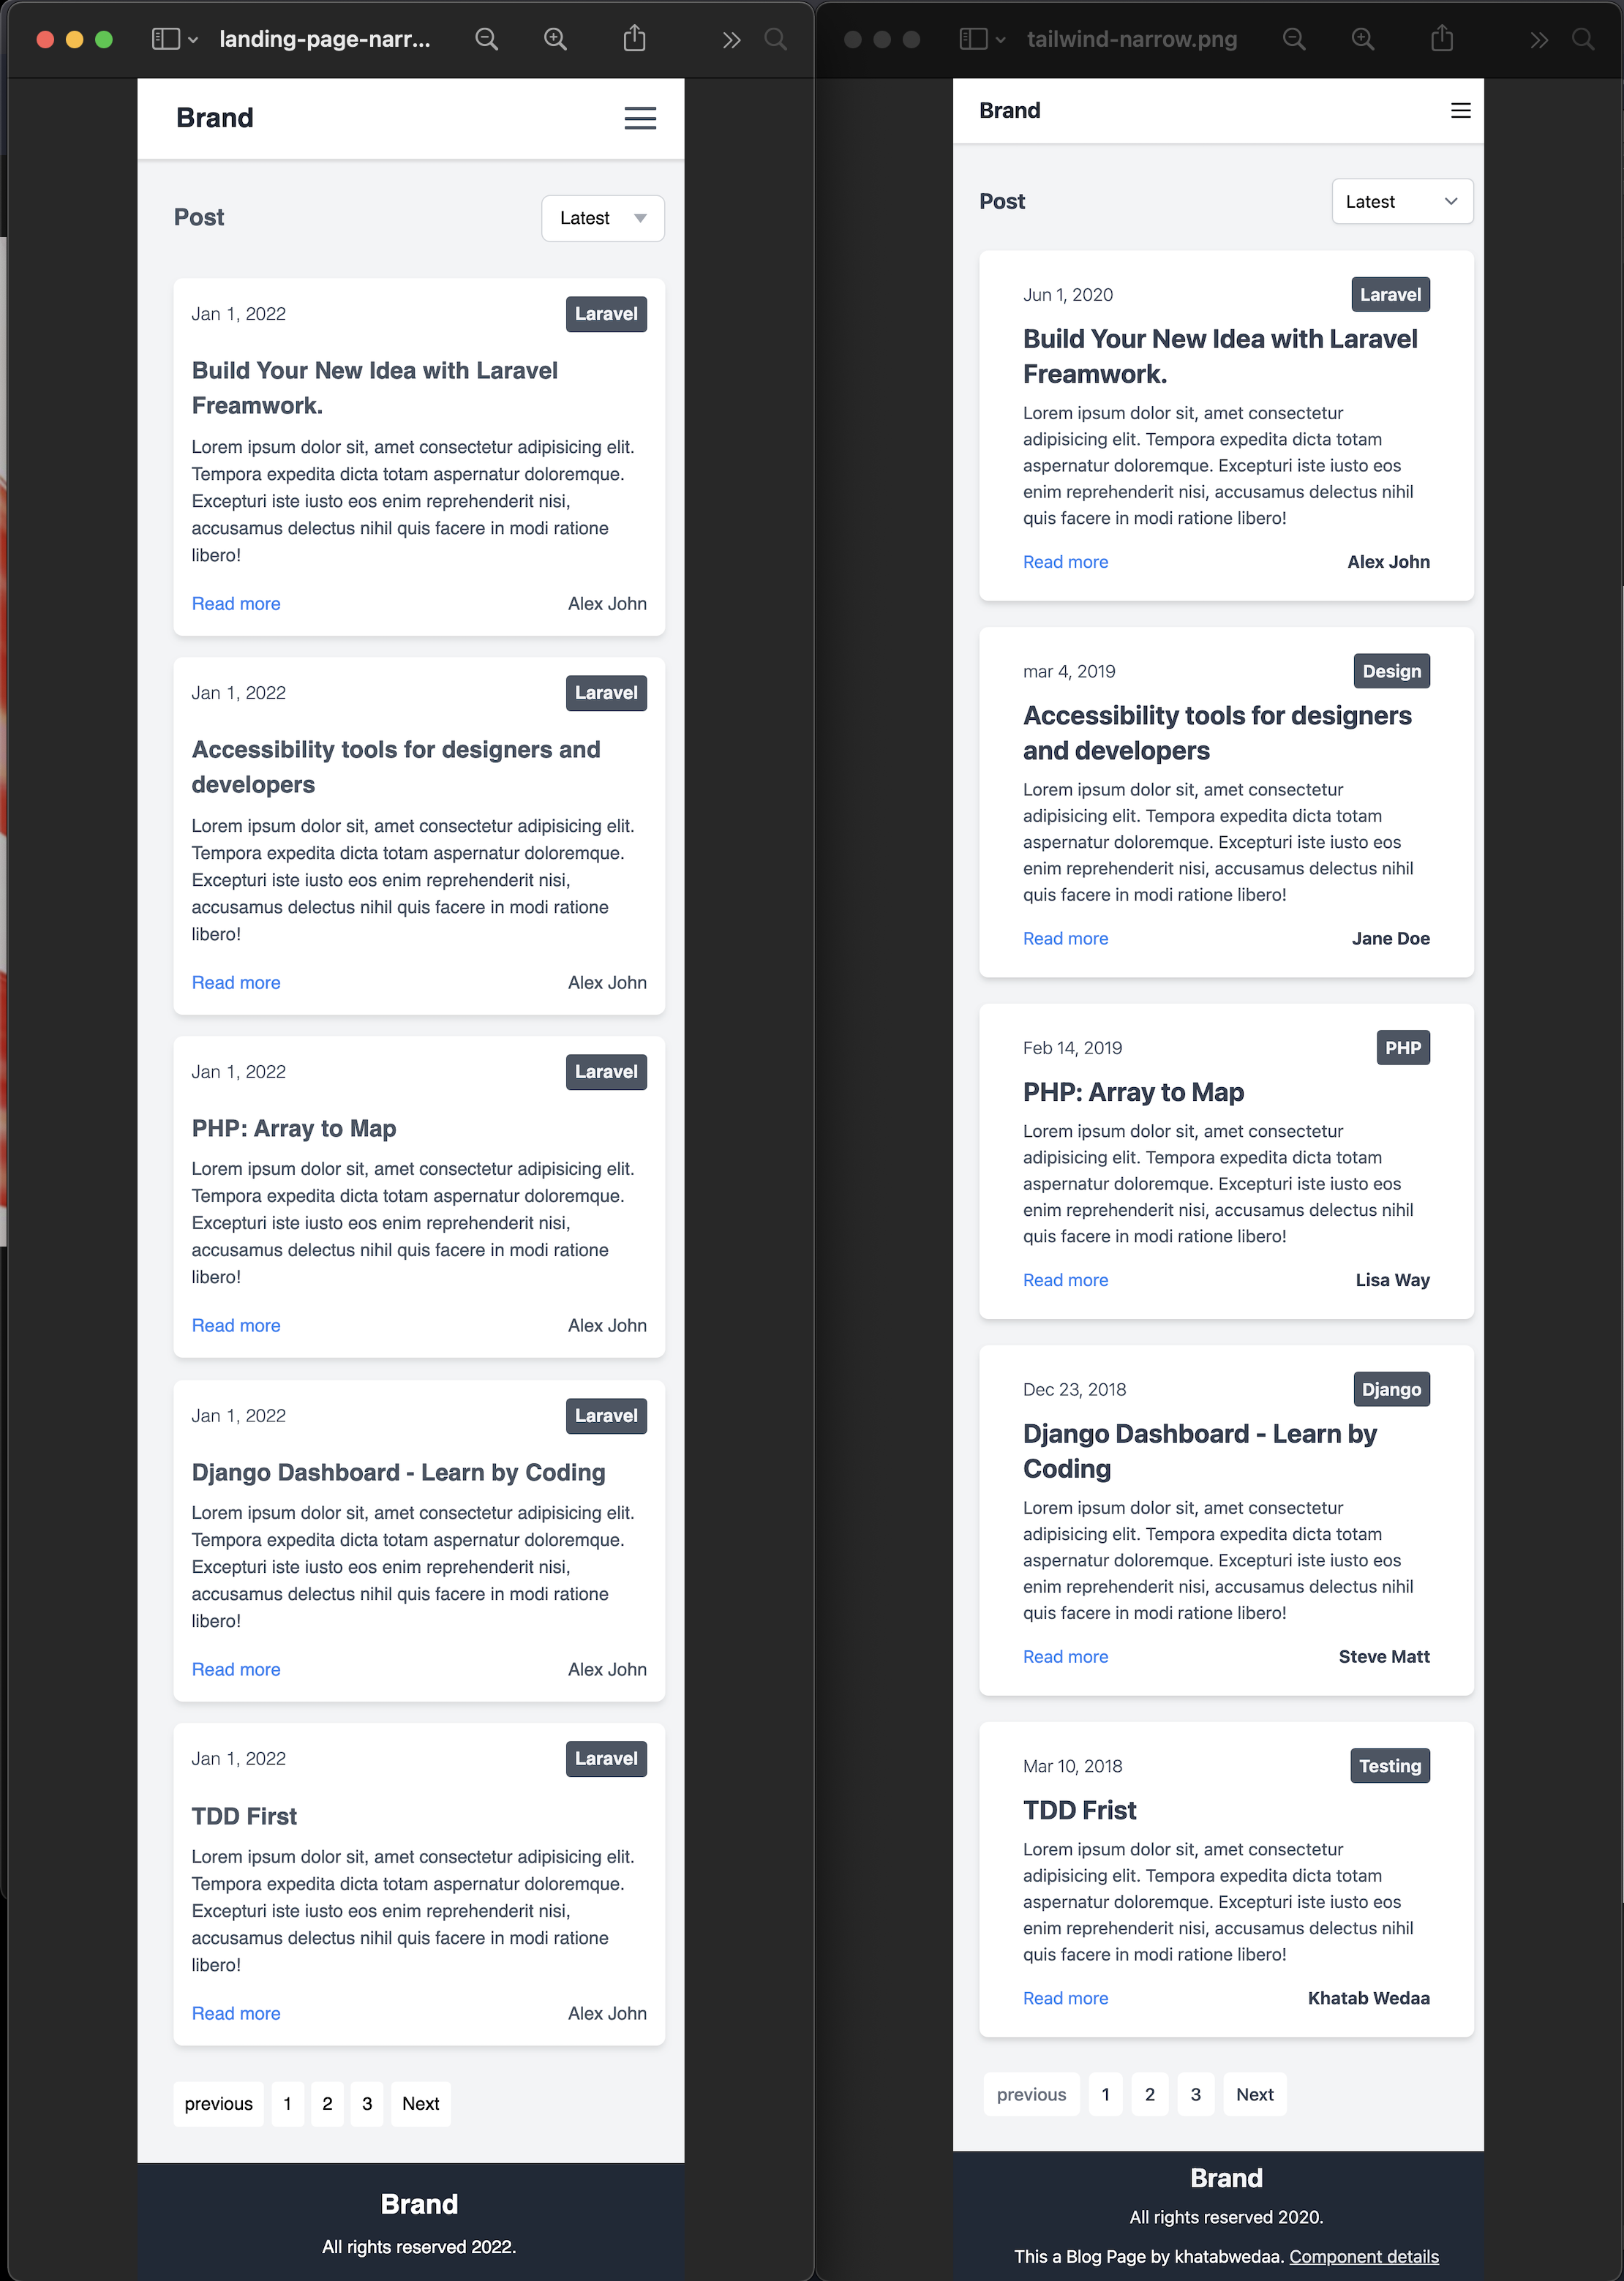 landing-page-narr...
Brand
Post
Latest
Jan 1, 2022
Laravel
Build Your New Idea with Laravel
Freamwork.
Lorem ipsum dolor sit, amet consectetur adipisicing elit.
Tempora expedita dicta totam aspernatur doloremque.
Excepturi iste iusto eos enim reprehenderit nisi,
accusamus delectus nihil quis facere in modi ratione
libero!
Read more
Alex John
Jan 1, 2022
Laravel
Accessibility tools for designers and
developers
Lorem ipsum dolor sit, amet consectetur adipisicing elit.
Tempora expedita dicta totam aspernatur doloremque.
Excepturi iste iusto eos enim reprehenderit nisi,
accusamus delectus nihil quis facere in modi ratione
libero!
Read more
Alex John
Jan 1, 2022
Laravel
PHP: Array to Map
Lorem ipsum dolor sit, amet consectetur adipisicing elit.
Tempora expedita dicta totam aspernatur doloremque.
Excepturi iste iusto eos enim reprehenderit nisi,
accusamus delectus nihil quis facere in modi ratione
libero!
Read more
Alex John
Jan 1, 2022
Laravel
Django Dashboard - Learn by Coding
Lorem ipsum dolor sit, amet consectetur adipisicing elit.
Tempora expedita dicta totam aspernatur doloremque.
Excepturi iste iusto eos enim reprehenderit nisi,
accusamus delectus nihil quis facere in modi ratione
libero!
Read more
Alex John
Jan 1, 2022
Laravel
TDD First
Lorem ipsum dolor sit, amet consectetur adipisicing elit.
Tempora expedita dicta totam aspernatur doloremque.
Excepturi iste iusto eos enim reprehenderit nisi,
accusamus delectus nihil quis facere in modi ratione
libero!
Read more
Alex John
previous 1 2 3 Next
Brand
All rights reserved 2022.
tailwind-narrow.png
Brand
Post
Latest
Jun 1, 2020
Laravel
Build Your New Idea with Laravel
Freamwork.
Lorem ipsum dolor sit, amet consectetur
adipisicing elit. Tempora expedita dicta totam
aspernatur doloremque. Excepturi iste iusto eos
enim reprehenderit nisi, accusamus delectus nihil
quis facere in modi ratione libero!
Read more
Alex John
mar 4, 2019
Design
Accessibility tools for designers
and developers
Lorem ipsum dolor sit, amet consectetur
adipisicing elit. Tempora expedita dicta totam
aspernatur doloremque. Excepturi iste iusto eos
enim reprehenderit nisi, accusamus delectus nihil
quis facere in modi ratione libero!
Read more
Jane Doe
Feb 14, 2019
PHP
PHP: Array to Map
Lorem ipsum dolor sit, amet consectetur
adipisicing elit. Tempora expedita dicta totam
aspernatur doloremque. Excepturi iste iusto eos
enim reprehenderit nisi, accusamus delectus nihil
quis facere in modi ratione libero!
Read more
Lisa Way
Dec 23, 2018
Django
Django Dashboard - Learn by
Coding
Lorem ipsum dolor sit, amet consectetur
adipisicing elit. Tempora expedita dicta totam
aspernatur doloremque. Excepturi iste iusto eos
enim reprehenderit nisi, accusamus delectus nihil
quis facere in modi ratione libero!
Read more
Steve Matt
Mar 10, 2018
Testing
TDD Frist
Lorem ipsum dolor sit, amet consectetur
adipisicing elit. Tempora expedita dicta totam
aspernatur doloremque. Excepturi iste iusto eos
enim reprehenderit nisi, accusamus delectus nihil
quis facere in modi ratione libero!
Read more
Khatab Wedaa
previous 1 2 3 Next
Brand
All rights reserved 2020.
This a Blog Page by khatabwedaa. Component details